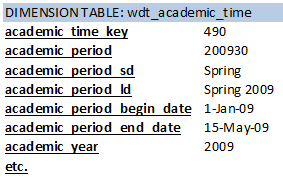 DIMENSION TABLE: wdt_academic_time
academic_time_key 490
academic_period 200930
academic_period_sd Spring
academic_period_ld Spring 2009
academic_period_begin_date 1-Jan-09
academic_period_end_date 15-May-09
academic_year 2009
etc.